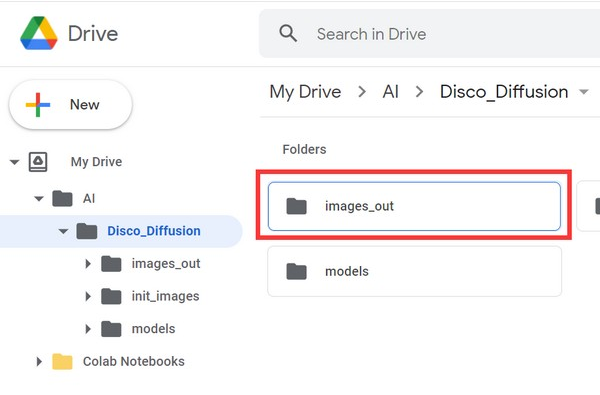 Drive
Search in Drive
New
My Drive > AI > Disco_Diffusion
Folders
My Drive
AI
Disco_Diffusion
images_out
init_images
models
Colab Notebooks
images_out
models